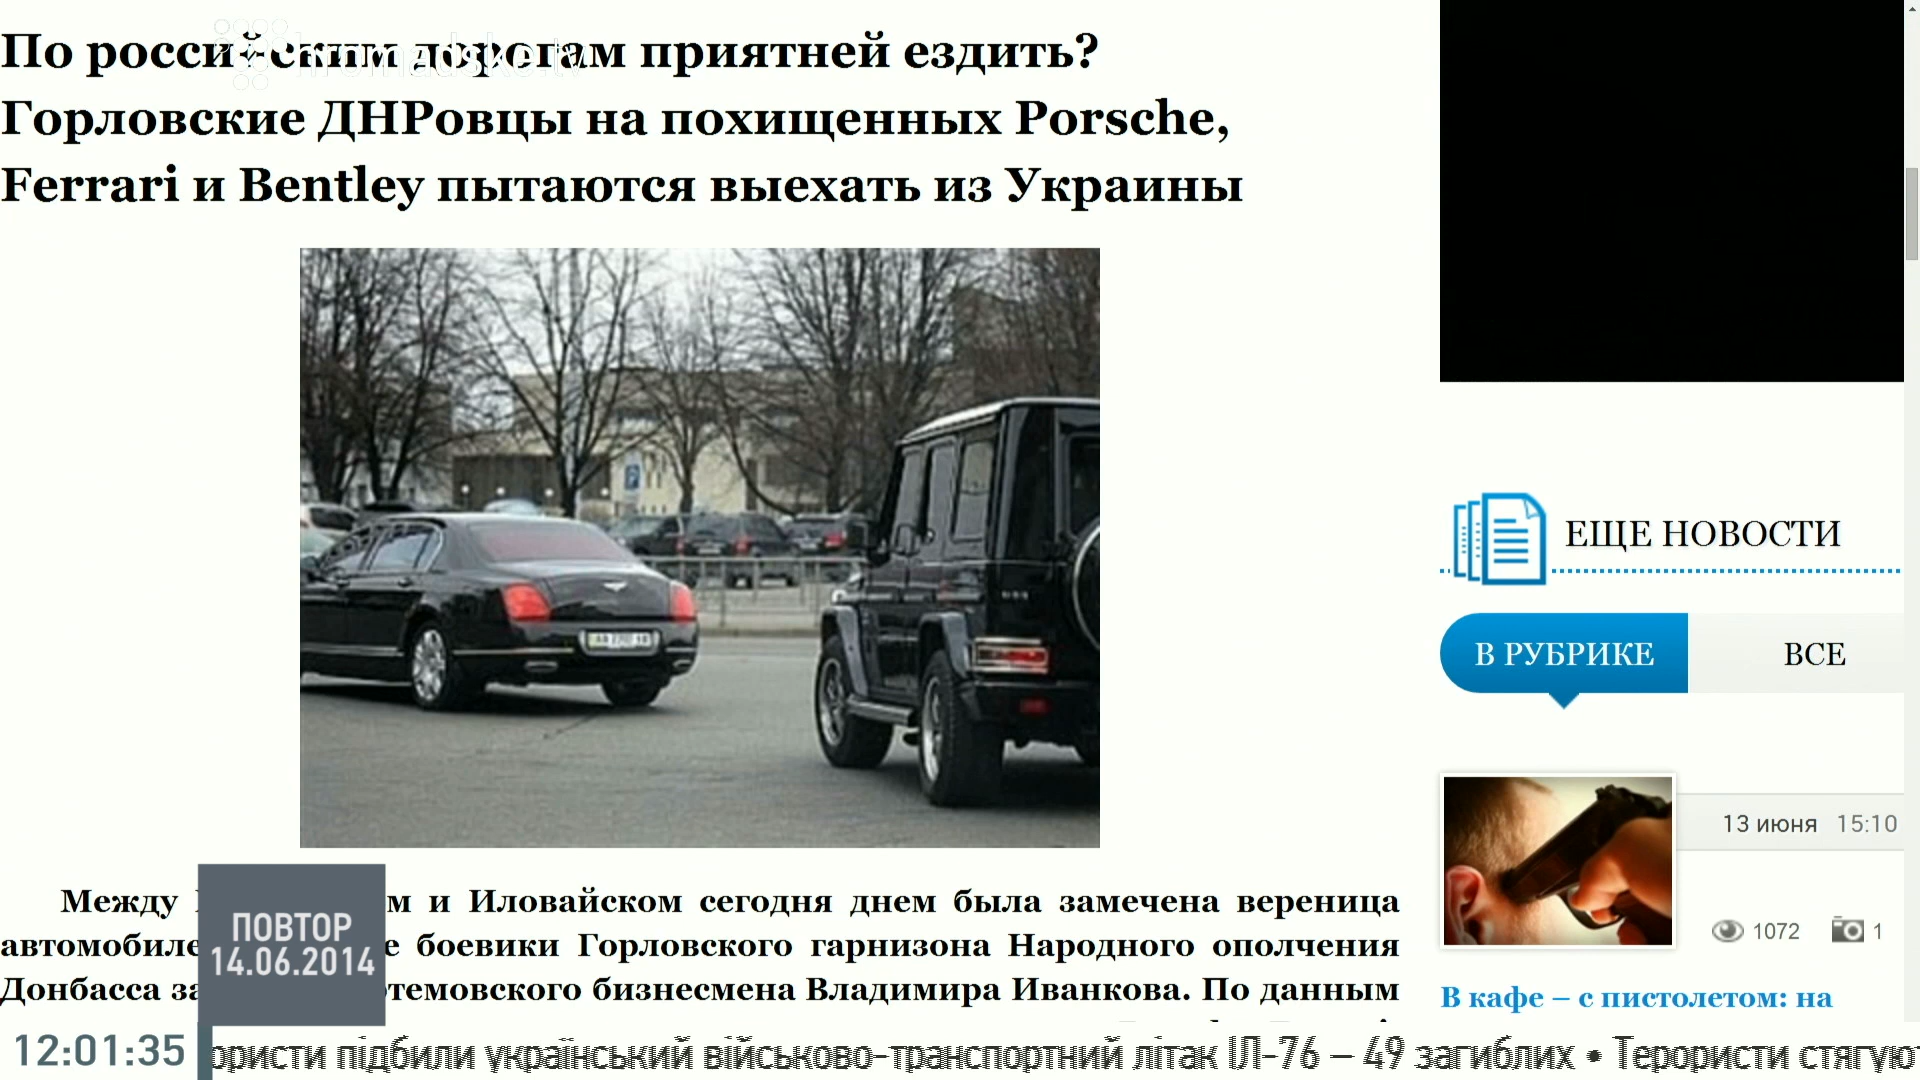 По российским дорогам приятней ездить?
hromadske.tv
Горловские ДНРовцы на похищенных Porsche,
Ferrari и Bentley пытаются выехать из Украины
ЕЩЕ НОВОСТИ
В РУБРИКЕ ВСЕ
13 июня 15:10
1072 1
В кафе – с пистолетом: на
Между м и Иловайском сегодня днем была замечена вереница
автомобиле е боевики Горловского гарнизона Народного ополчения
Донбасса за темовского бизнесмена Владимира Иванкова. По данным
ПОВТОР
14.06.2014
12:01:35 ористи підбили український військово-транспортний літак ІЛ-76 – 49 загиблих • Терористи стягую